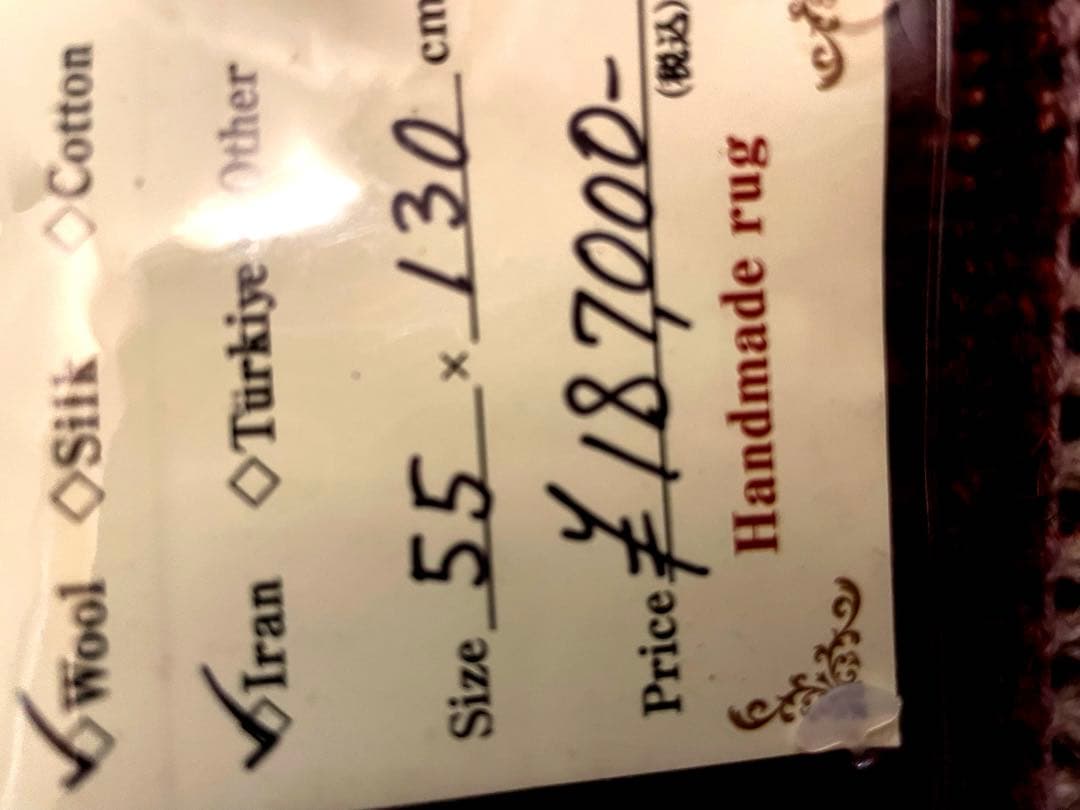 ◇Wool ◇Silk ◇Cotton
◇Iran ◇Türkiye Other
Size 55 × 130 cm
Price ¥187000-
(税込)
Handmade rug